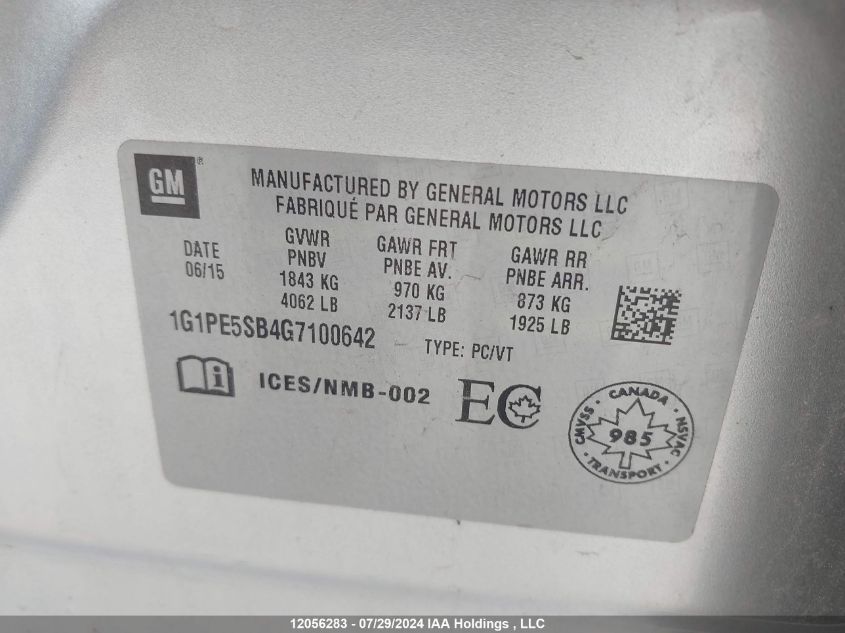 GM ®
MANUFACTURED BY GENERAL MOTORS LLC
FABRIQUÉ PAR GENERAL MOTORS LLC
DATE GVWR GAWR FRT GAWR RR
06/15 PNBV PNBE AV. PNBE ARR.
1843 KG 970 KG 873 KG
4062 LB 2137 LB 1925 LB
1G1PE5SB4G7100642 TYPE: PC/VT
i ICES/NMB-002 EC
CANADA
CMVSS 985 NSVAC
TRANSPORT
12056283 - 07/29/2024 IAA Holdings , LLC